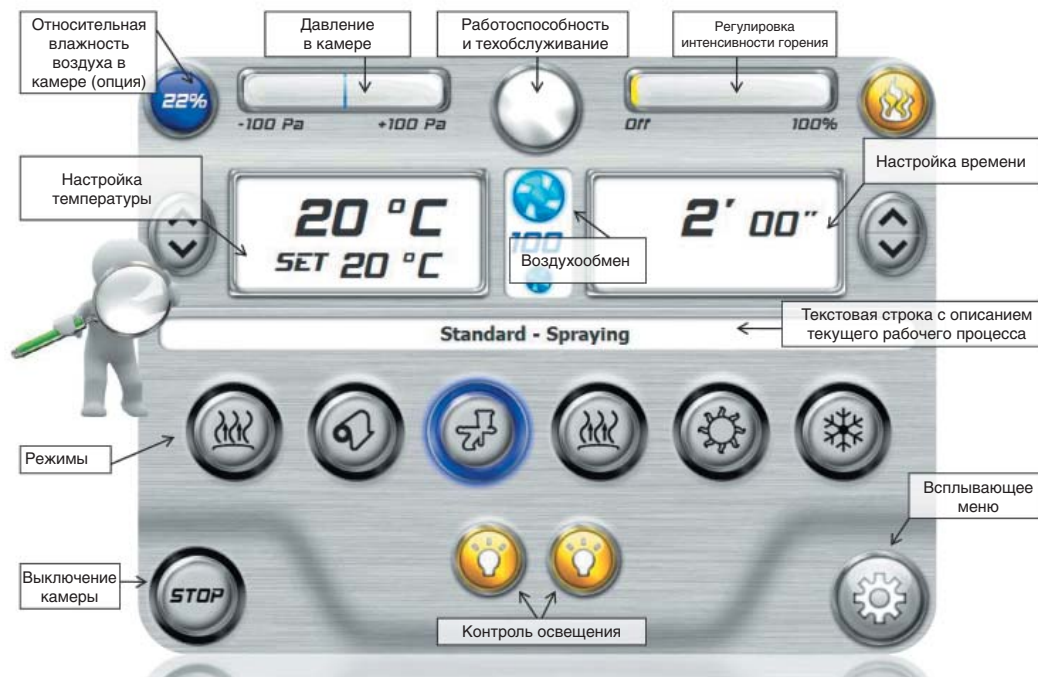 Относительная
влажность
воздуха в
камере (опция)
Давление
в камере
Работоспособность
и техобслуживание
Регулировка
интенсивности горения
22%
-100 Pa
+100 Pa
Off
100%
Настройка
температуры
20 °C
SET 20 °C
100
Воздухообмен
2' 00"
Настройка времени
Standard - Spraying
Текстовая строка с описанием
текущего рабочего процесса
Режимы
Всплывающее
меню
Выключение
камеры
STOP
Контроль освещения